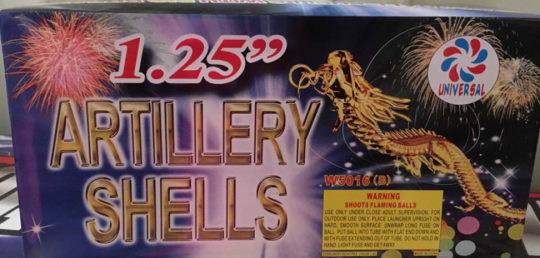 1.25”
UNIVERSAL
ARTILLERY
SHELLS
W5016(B)
WARNING
SHOOTS FLAMING BALLS
USE ONLY UNDER CLOSE ADULT SUPERVISION. FOR
OUTDOOR USE ONLY. PLACE LAUNCHER UPRIGHT ON
HARD, SMOOTH SURFACE. UNWRAP LONG FUSE ON
BALL. PUT BALL INTO TUBE WITH FLAT END DOWN AND
WITH FUSE EXTENDING OUT OF TUBE. DO NOT HOLD IN
HAND. LIGHT FUSE AND GET AWAY.